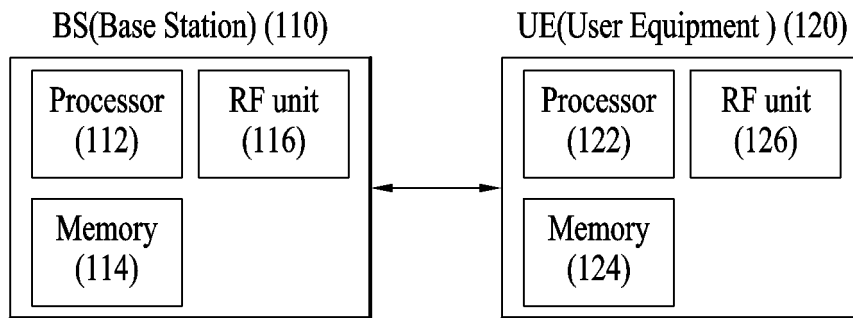 BS(Base Station) (110)
UE(User Equipment ) (120)
Processor
(112)
RF unit
(116)
Processor
(122)
RF unit
(126)
Memory
(114)
Memory
(124)